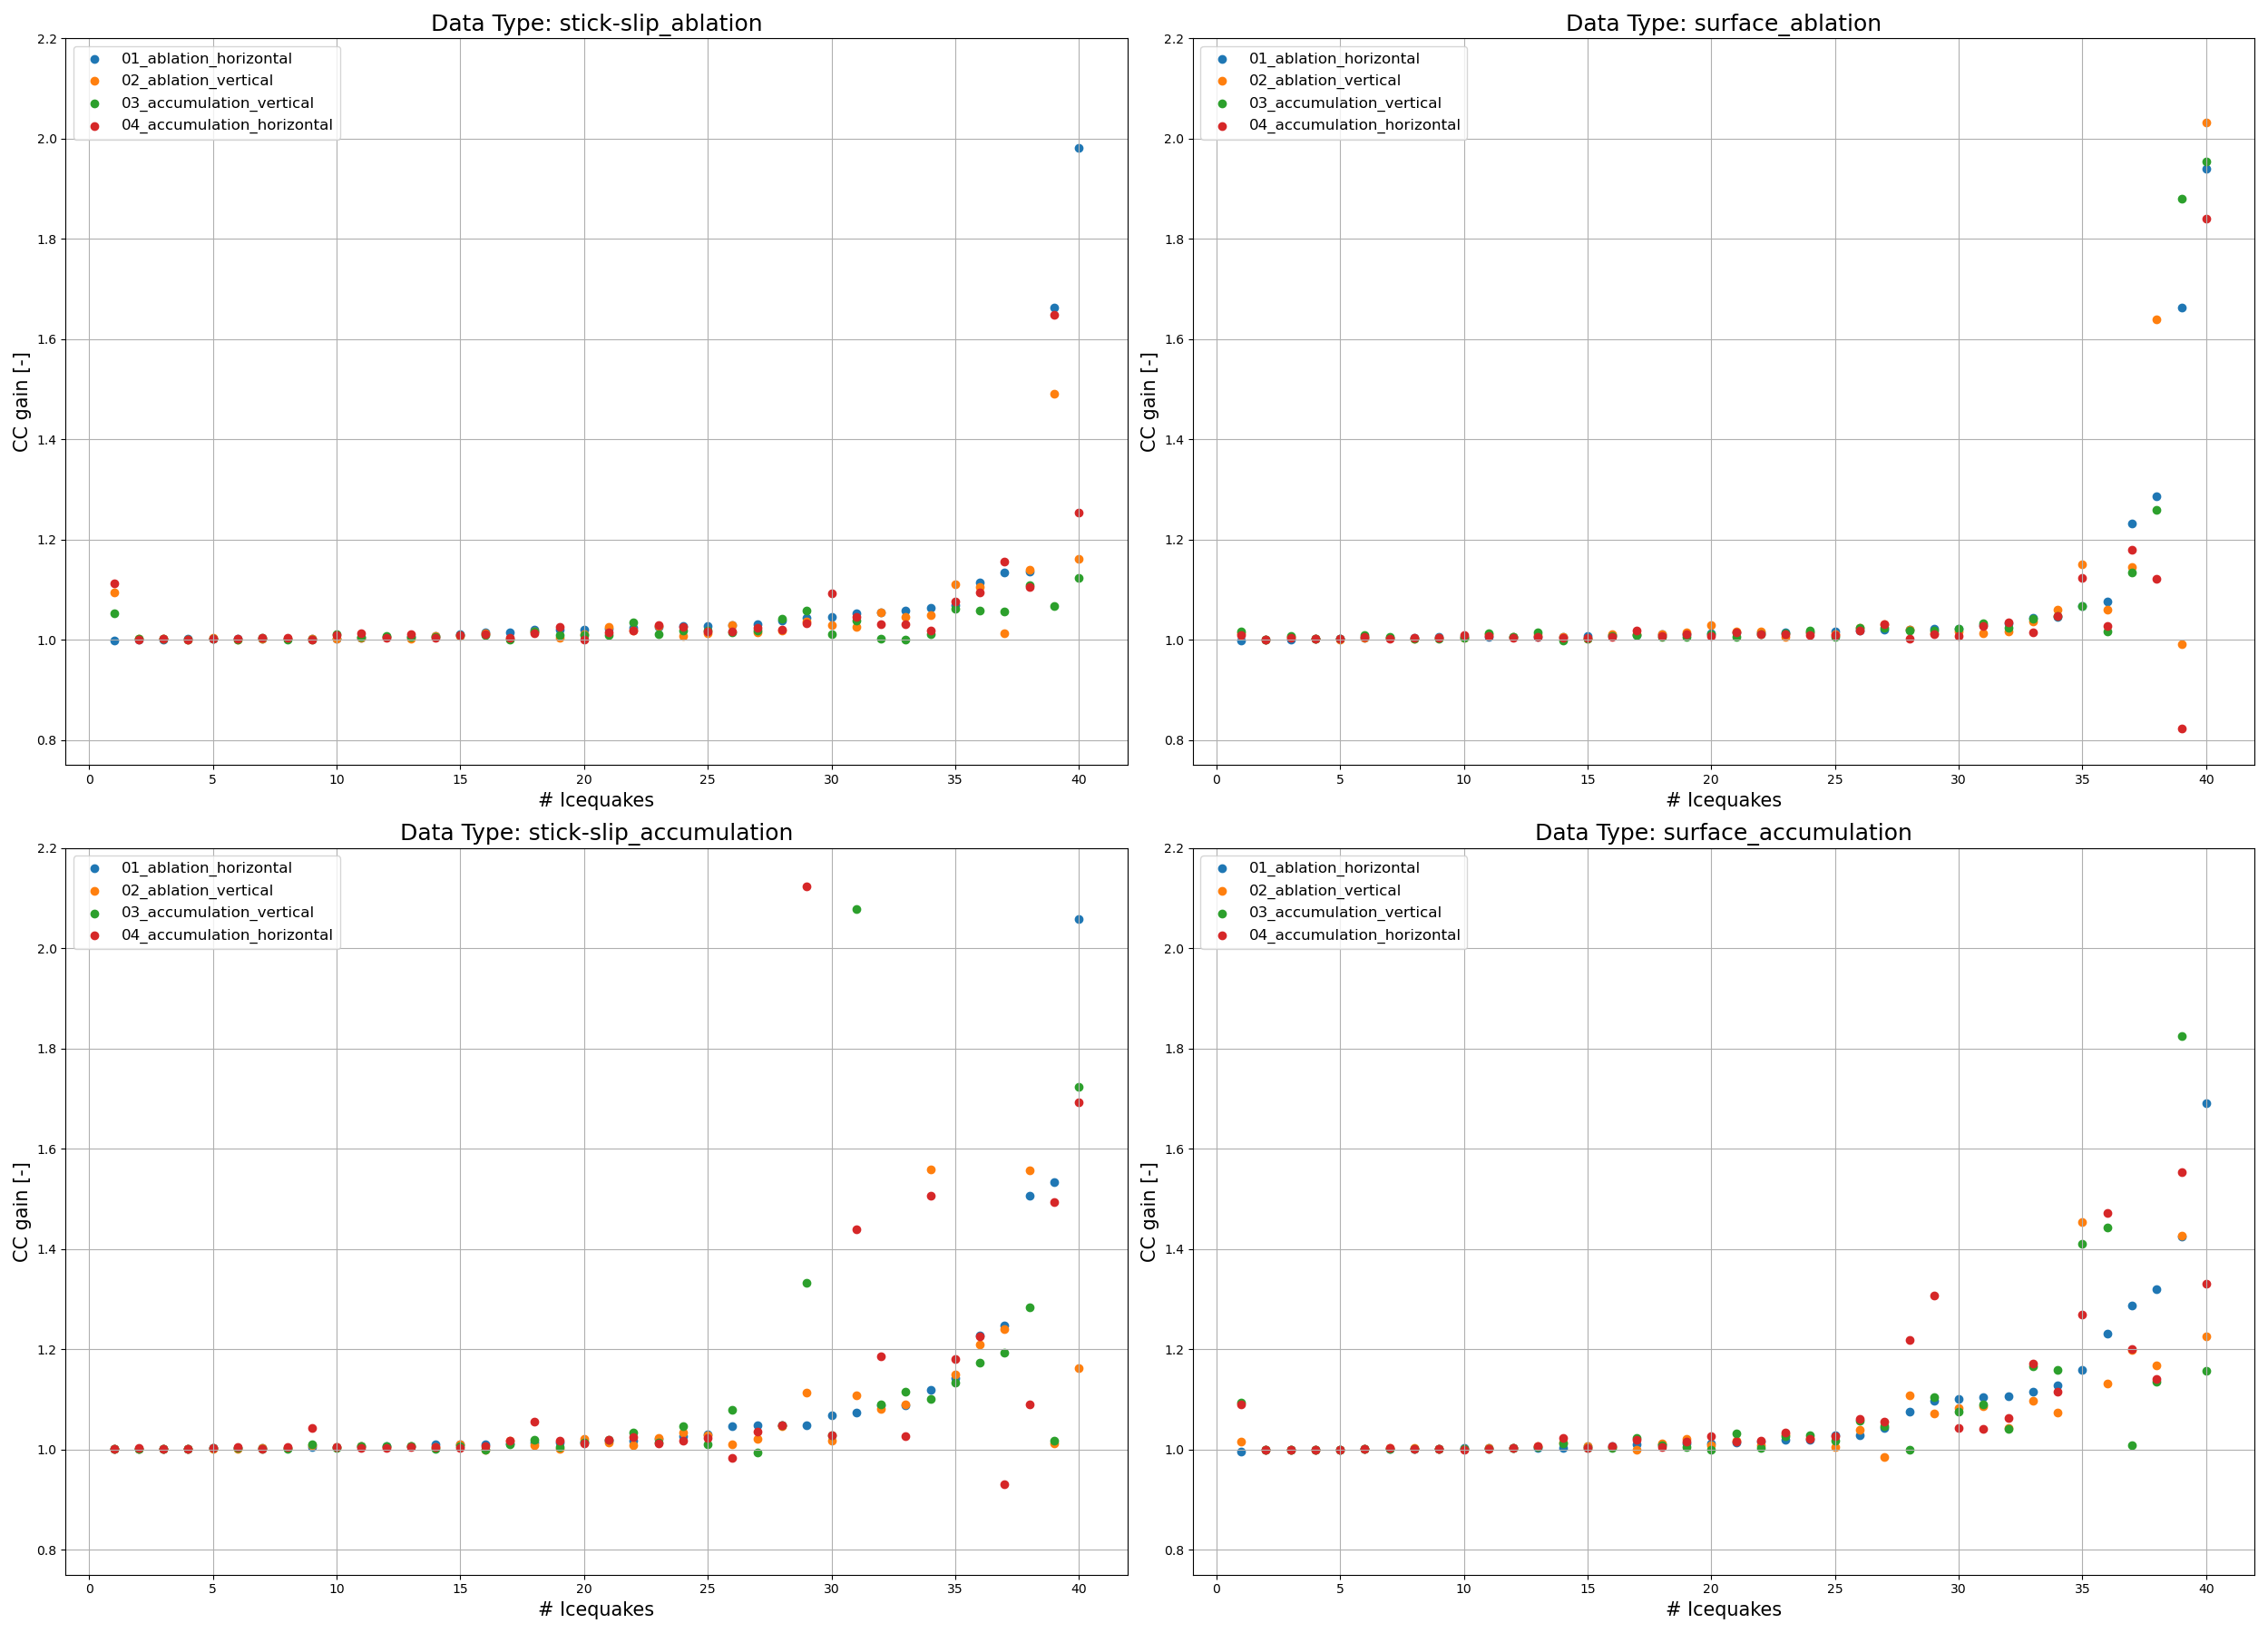 Data Type: stick-slip_ablation
CC gain [-]
2.2
2.0
1.8
1.6
1.4
1.2
1.0
0.8
01_ablation_horizontal
02_ablation_vertical
03_accumulation_vertical
04_accumulation_horizontal
0 5 10 15 20 25 30 35 40
# Icequakes
Data Type: surface_ablation
CC gain [-]
2.2
2.0
1.8
1.6
1.4
1.2
1.0
0.8
01_ablation_horizontal
02_ablation_vertical
03_accumulation_vertical
04_accumulation_horizontal
0 5 10 15 20 25 30 35 40
# Icequakes
Data Type: stick-slip_accumulation
CC gain [-]
2.2
2.0
1.8
1.6
1.4
1.2
1.0
0.8
01_ablation_horizontal
02_ablation_vertical
03_accumulation_vertical
04_accumulation_horizontal
0 5 10 15 20 25 30 35 40
# Icequakes
Data Type: surface_accumulation
CC gain [-]
2.2
2.0
1.8
1.6
1.4
1.2
1.0
0.8
01_ablation_horizontal
02_ablation_vertical
03_accumulation_vertical
04_accumulation_horizontal
0 5 10 15 20 25 30 35 40
# Icequakes